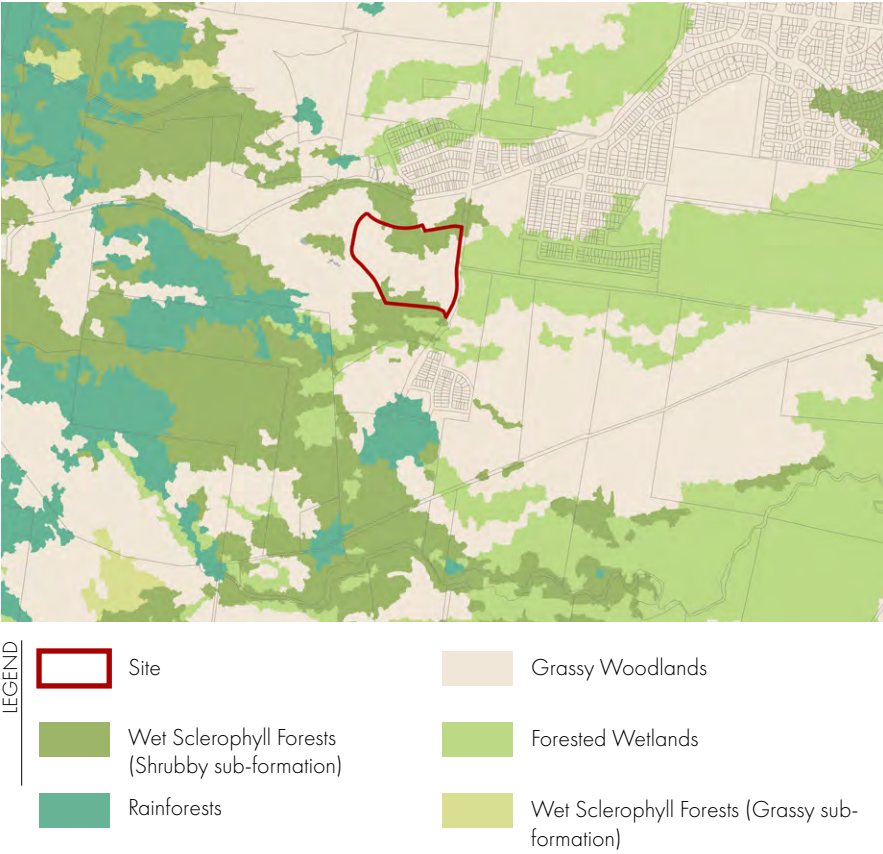 LEGEND
Site
Grassy Woodlands
Wet Sclerophyll Forests
(Shrubby sub-formation)
Forested Wetlands
Rainforests
Wet Sclerophyll Forests (Grassy sub-
formation)